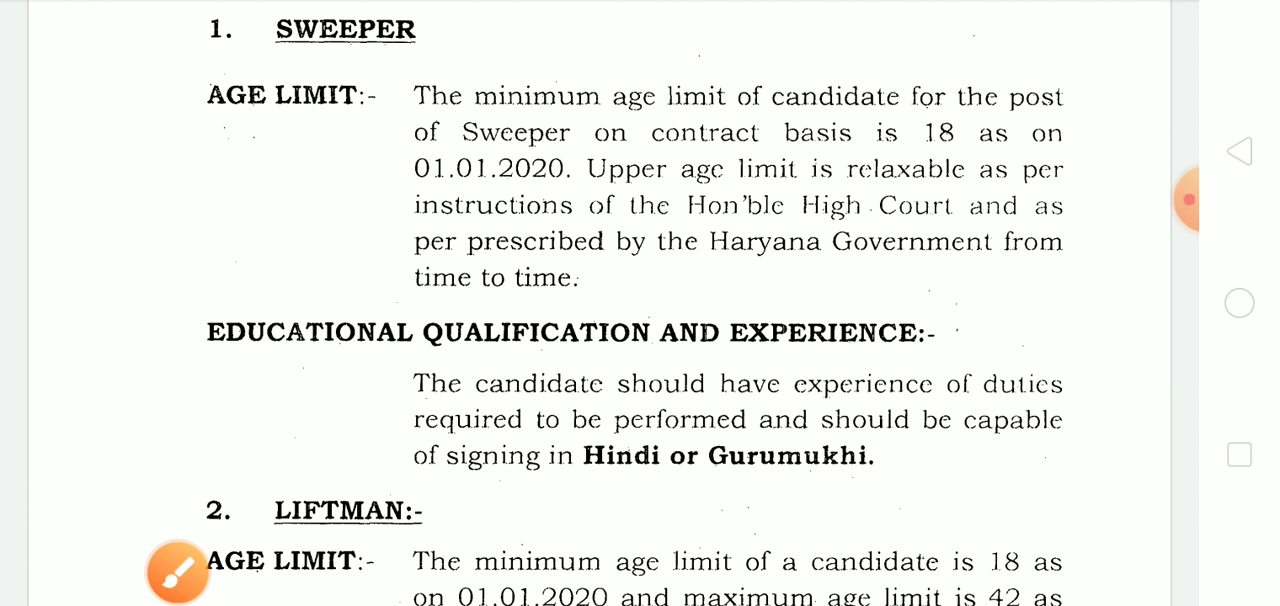 1. SWEEPER
AGE LIMIT:- The minimum age limit of candidate for the post
of Sweeper on contract basis is 18 as on
01.01.2020. Upper age limit is relaxable as per
instructions of the Hon'ble High Court and as
per prescribed by the Haryana Government from
time to time.
EDUCATIONAL QUALIFICATION AND EXPERIENCE:-
The candidate should have experience of duties
required to be performed and should be capable
of signing in Hindi or Gurumukhi.
2. LIFTMAN:-
AGE LIMIT:- The minimum age limit of a candidate is 18 as
on 01.01.2020 and maximum age limit is 42 as